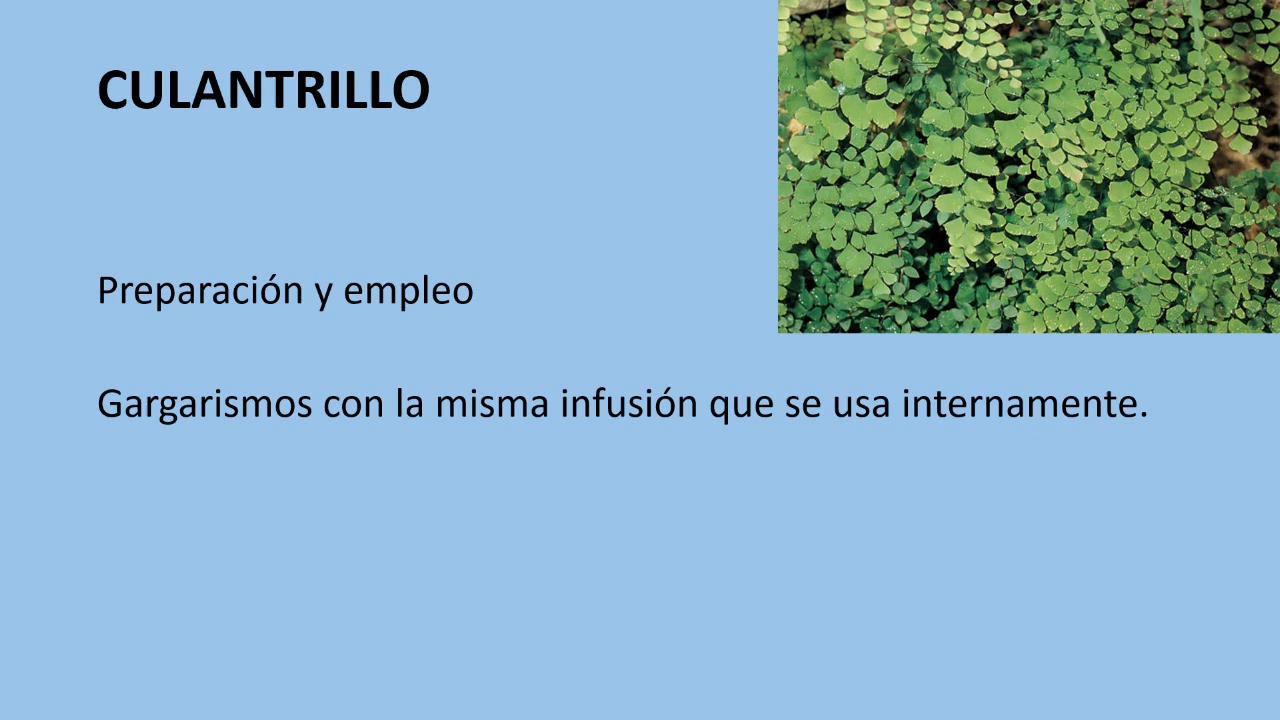 CULANTRILLO
Preparación y empleo
Gargarismos con la misma infusión que se usa internamente.